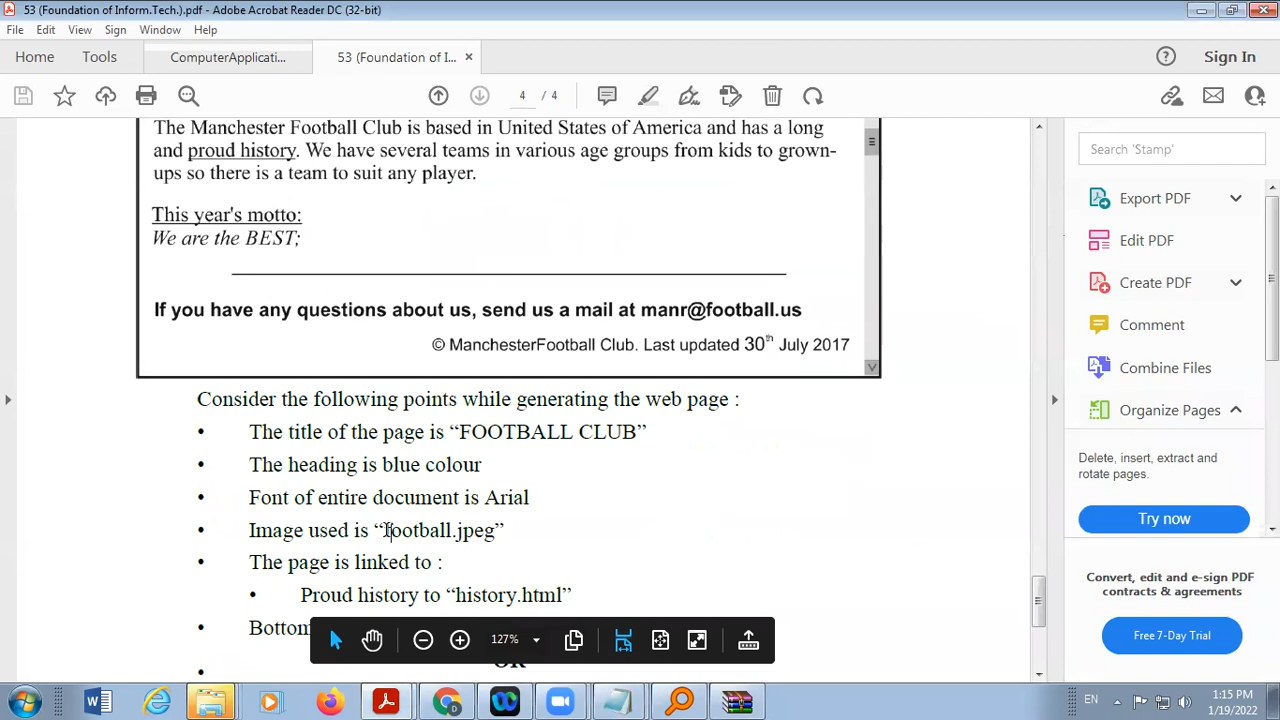 53 (Foundation of Inform.Tech.).pdf - Adobe Acrobat Reader DC (32-bit)
File Edit View Sign Window Help
Home Tools ComputerApplicati... 53 (Foundation of I... × Sign In
4 / 4
The Manchester Football Club is based in United States of America and has a long
and proud history. We have several teams in various age groups from kids to grown-
ups so there is a team to suit any player.
This year's motto:
We are the BEST;
If you have any questions about us, send us a mail at manr@football.us
© ManchesterFootball Club. Last updated 30th July 2017
Consider the following points while generating the web page :
• The title of the page is “FOOTBALL CLUB”
• The heading is blue colour
• Font of entire document is Arial
• Image used is “football.jpeg”
• The page is linked to :
• Proud history to “history.html”
• Bottom
OR
127%
Search 'Stamp'
Export PDF
Edit PDF
Create PDF
Comment
Combine Files
Organize Pages
Delete, insert, extract and
rotate pages.
Try now
Convert, edit and e-sign PDF
contracts & agreements
Free 7-Day Trial
EN
1:15 PM
1/19/2022